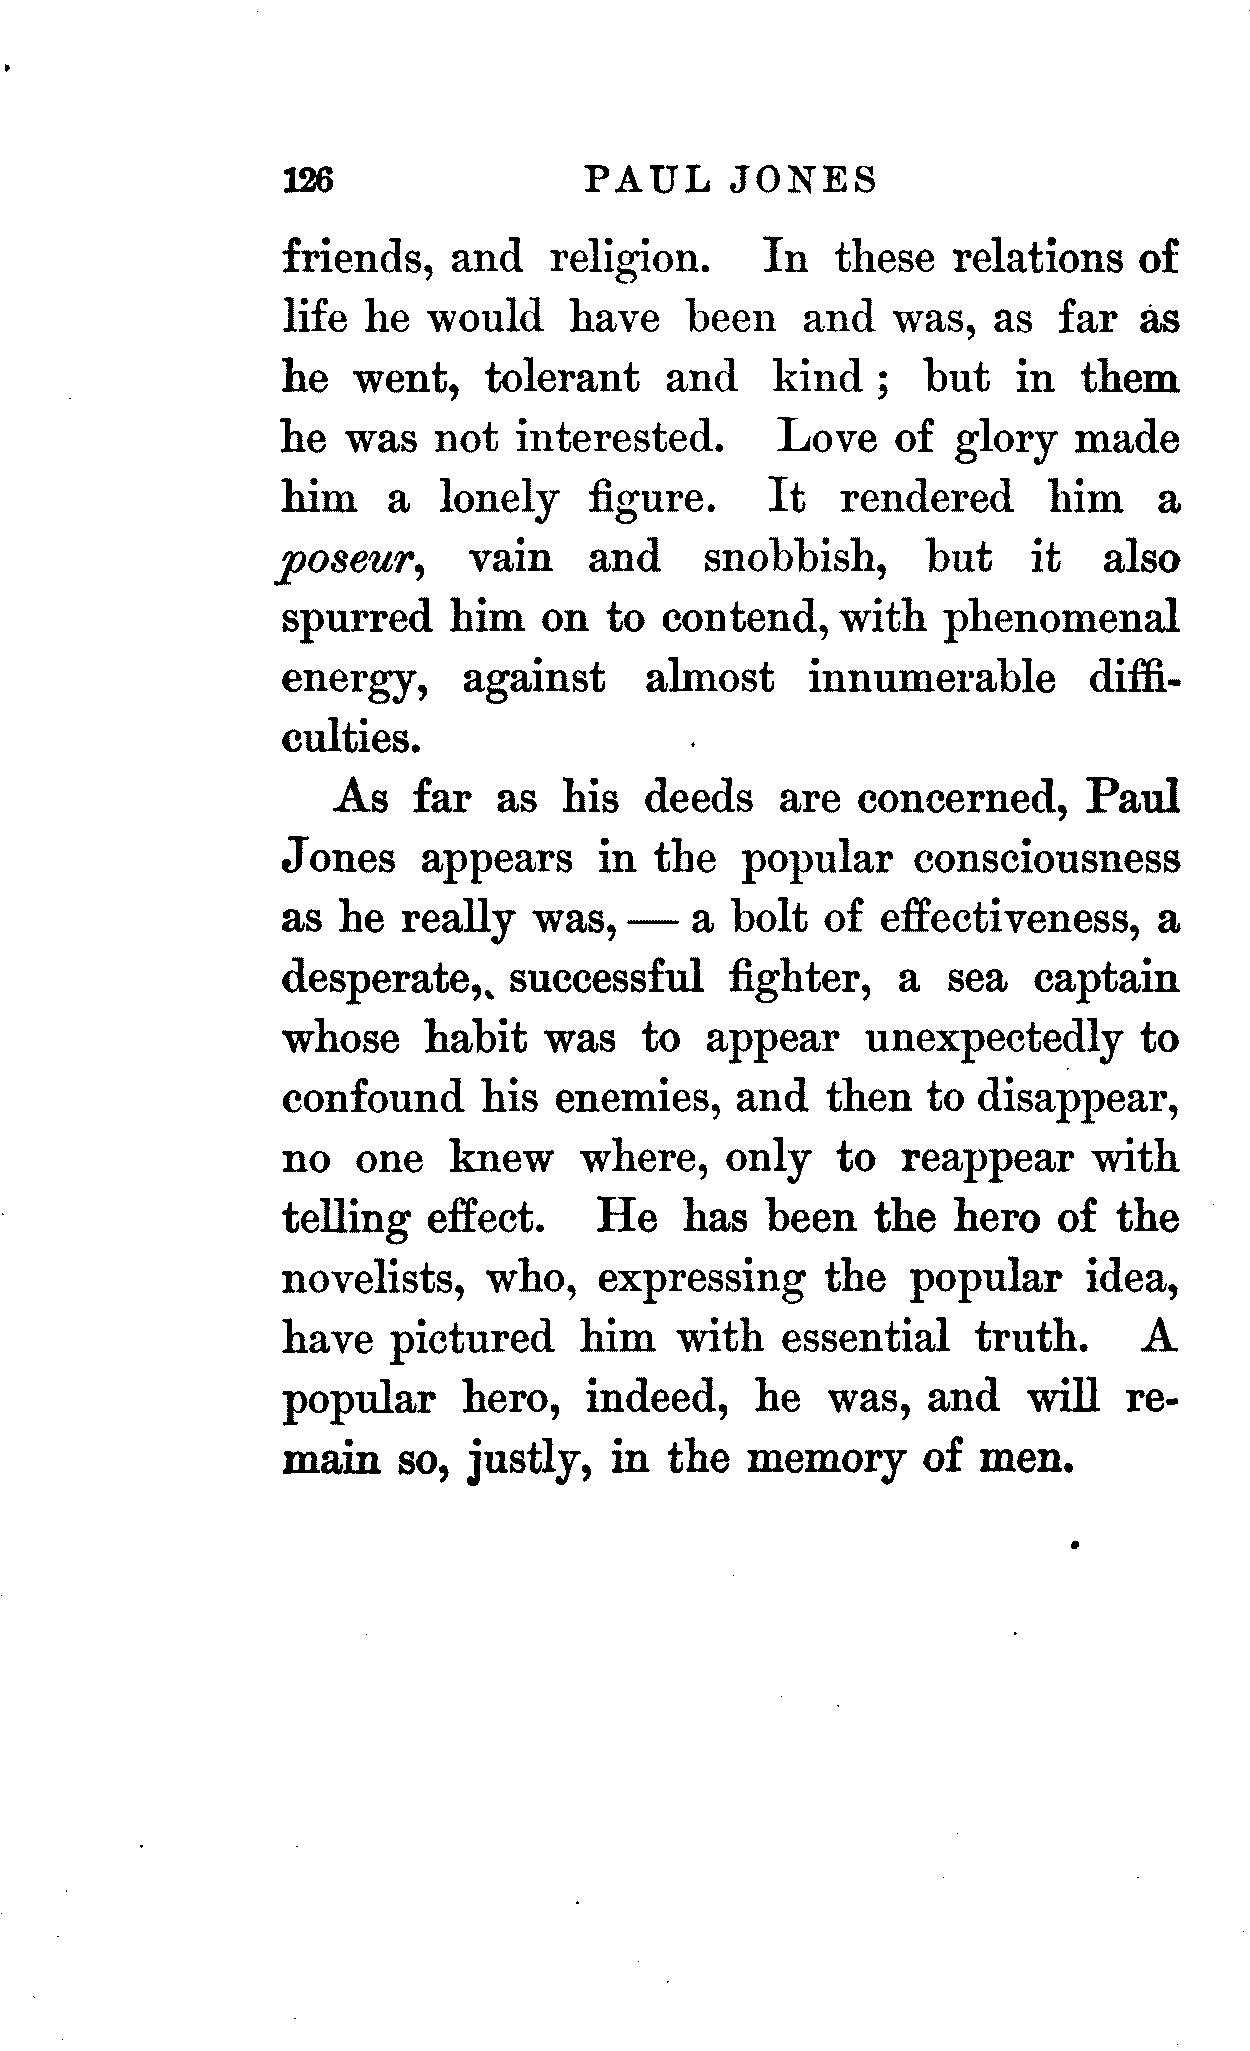 126 PAUL JONES
friends, and religion. In these relations of
life he would have been and was, as far as
he went, tolerant and kind ; but in them
he was not interested. Love of glory made
him a lonely figure. It rendered him a
poseur, vain and snobbish, but it also
spurred him on to contend, with phenomenal
energy, against almost innumerable diffi-
culties.
As far as his deeds are concerned, Paul
Jones appears in the popular consciousness
as he really was, — a bolt of effectiveness, a
desperate, successful fighter, a sea captain
whose habit was to appear unexpectedly to
confound his enemies, and then to disappear,
no one knew where, only to reappear with
telling effect. He has been the hero of the
novelists, who, expressing the popular idea,
have pictured him with essential truth. A
popular hero, indeed, he was, and will re-
main so, justly, in the memory of men.